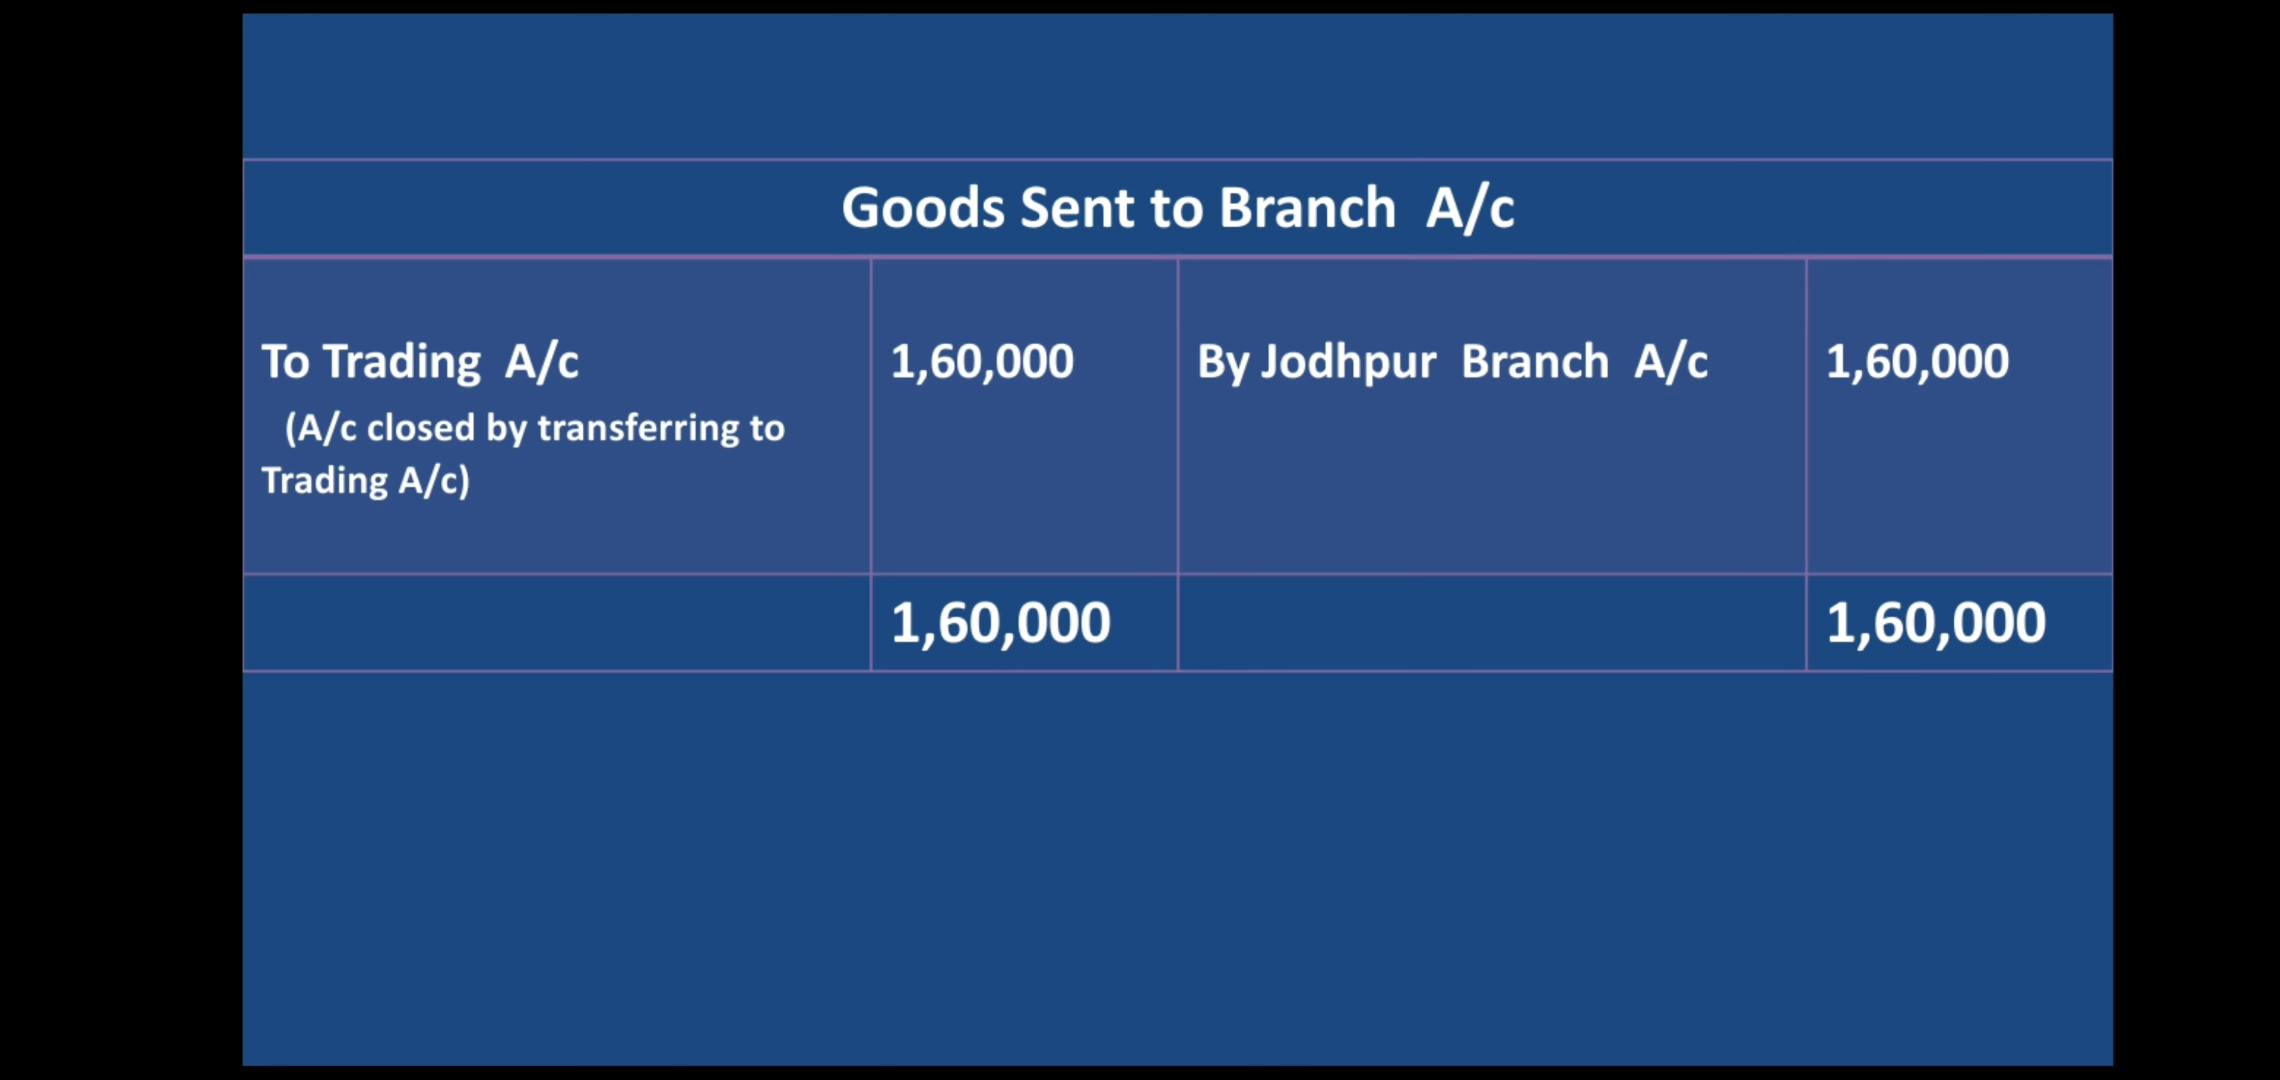 Goods Sent to Branch A/c
To Trading A/c 1,60,000 By Jodhpur Branch A/c 1,60,000
(A/c closed by transferring to
Trading A/c)
1,60,000 1,60,000